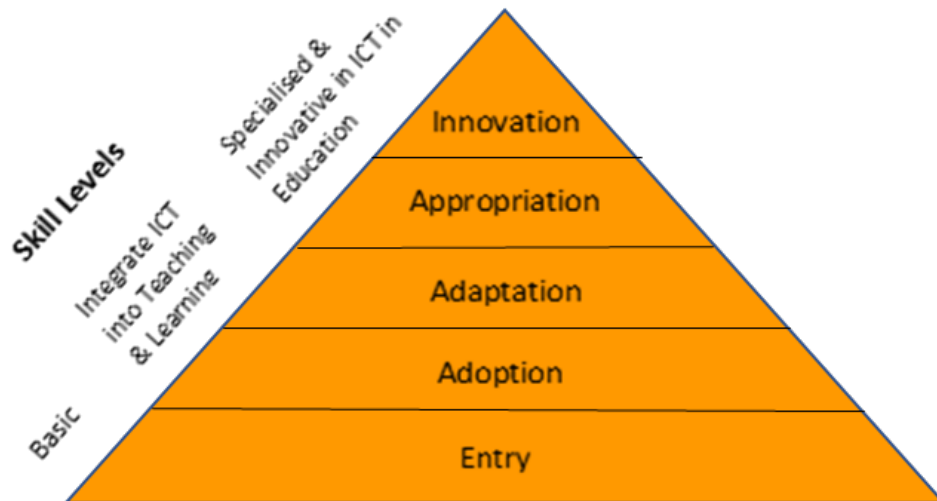 Skill Levels
Specialised &
Innovative in ICT in
Education
Integrate ICT
into Teaching
& Learning
Basic
Innovation
Appropriation
Adaptation
Adoption
Entry